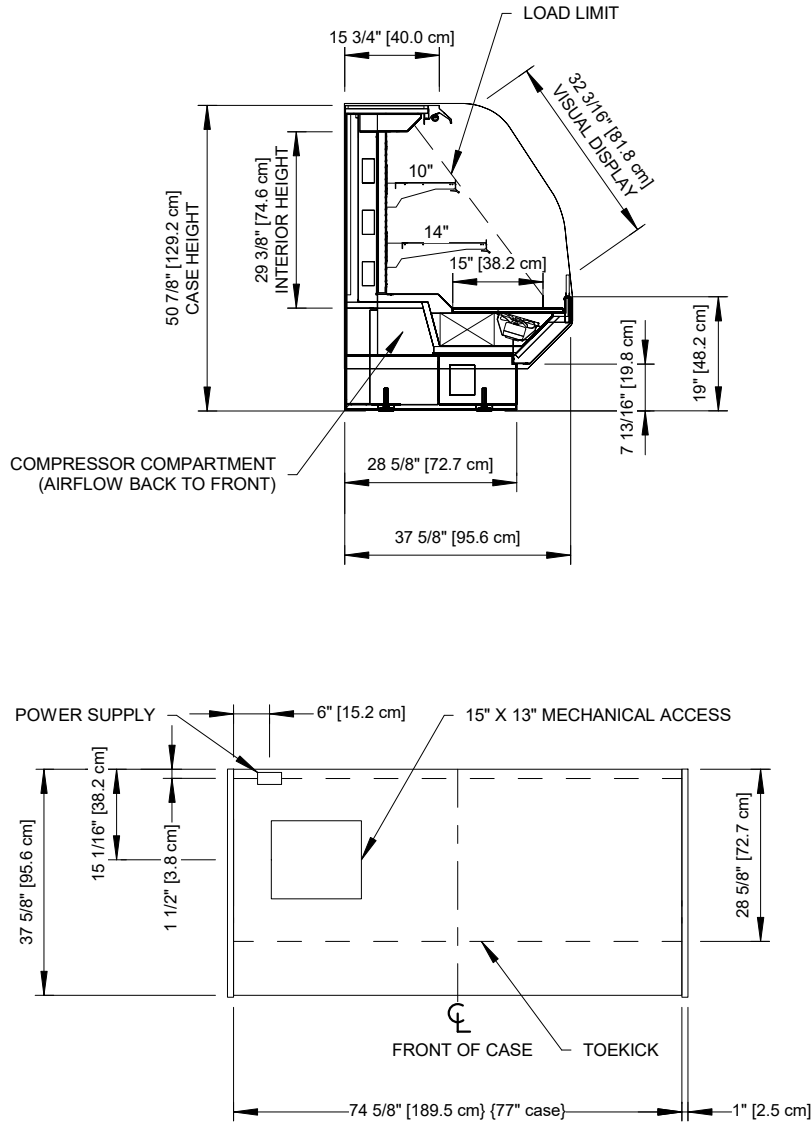 LOAD LIMIT
15 3/4" [40.0 cm]
32 3/16" [81.8 cm]
VISUAL DISPLAY
50 7/8" [129.2 cm]
CASE HEIGHT
29 3/8" [74.6 cm]
INTERIOR HEIGHT
10"
14"
15" [38.2 cm]
19" [48.2 cm]
7 13/16" [19.8 cm]
COMPRESSOR COMPARTMENT
(AIRFLOW BACK TO FRONT)
28 5/8" [72.7 cm]
37 5/8" [95.6 cm]
POWER SUPPLY
6" [15.2 cm]
15" X 13" MECHANICAL ACCESS
37 5/8" [95.6 cm]
15 1/16" [38.2 cm]
1 1/2" [3.8 cm]
28 5/8" [72.7 cm]
CL
FRONT OF CASE
TOEKICK
74 5/8" [189.5 cm] {77" case}
1" [2.5 cm]